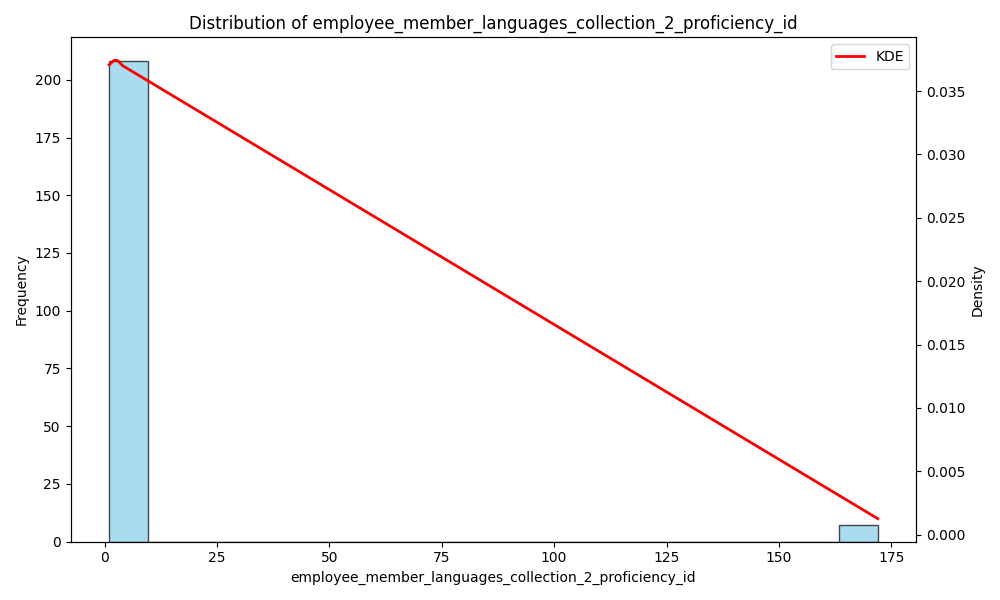 Distribution of employee_member_languages_collection_2_proficiency_id
KDE
200
175
150
125
100
75
50
25
0
Frequency
0.035
0.030
0.025
0.020
0.015
0.010
0.005
0.000
Density
0 25 50 75 100 125 150 175
employee_member_languages_collection_2_proficiency_id